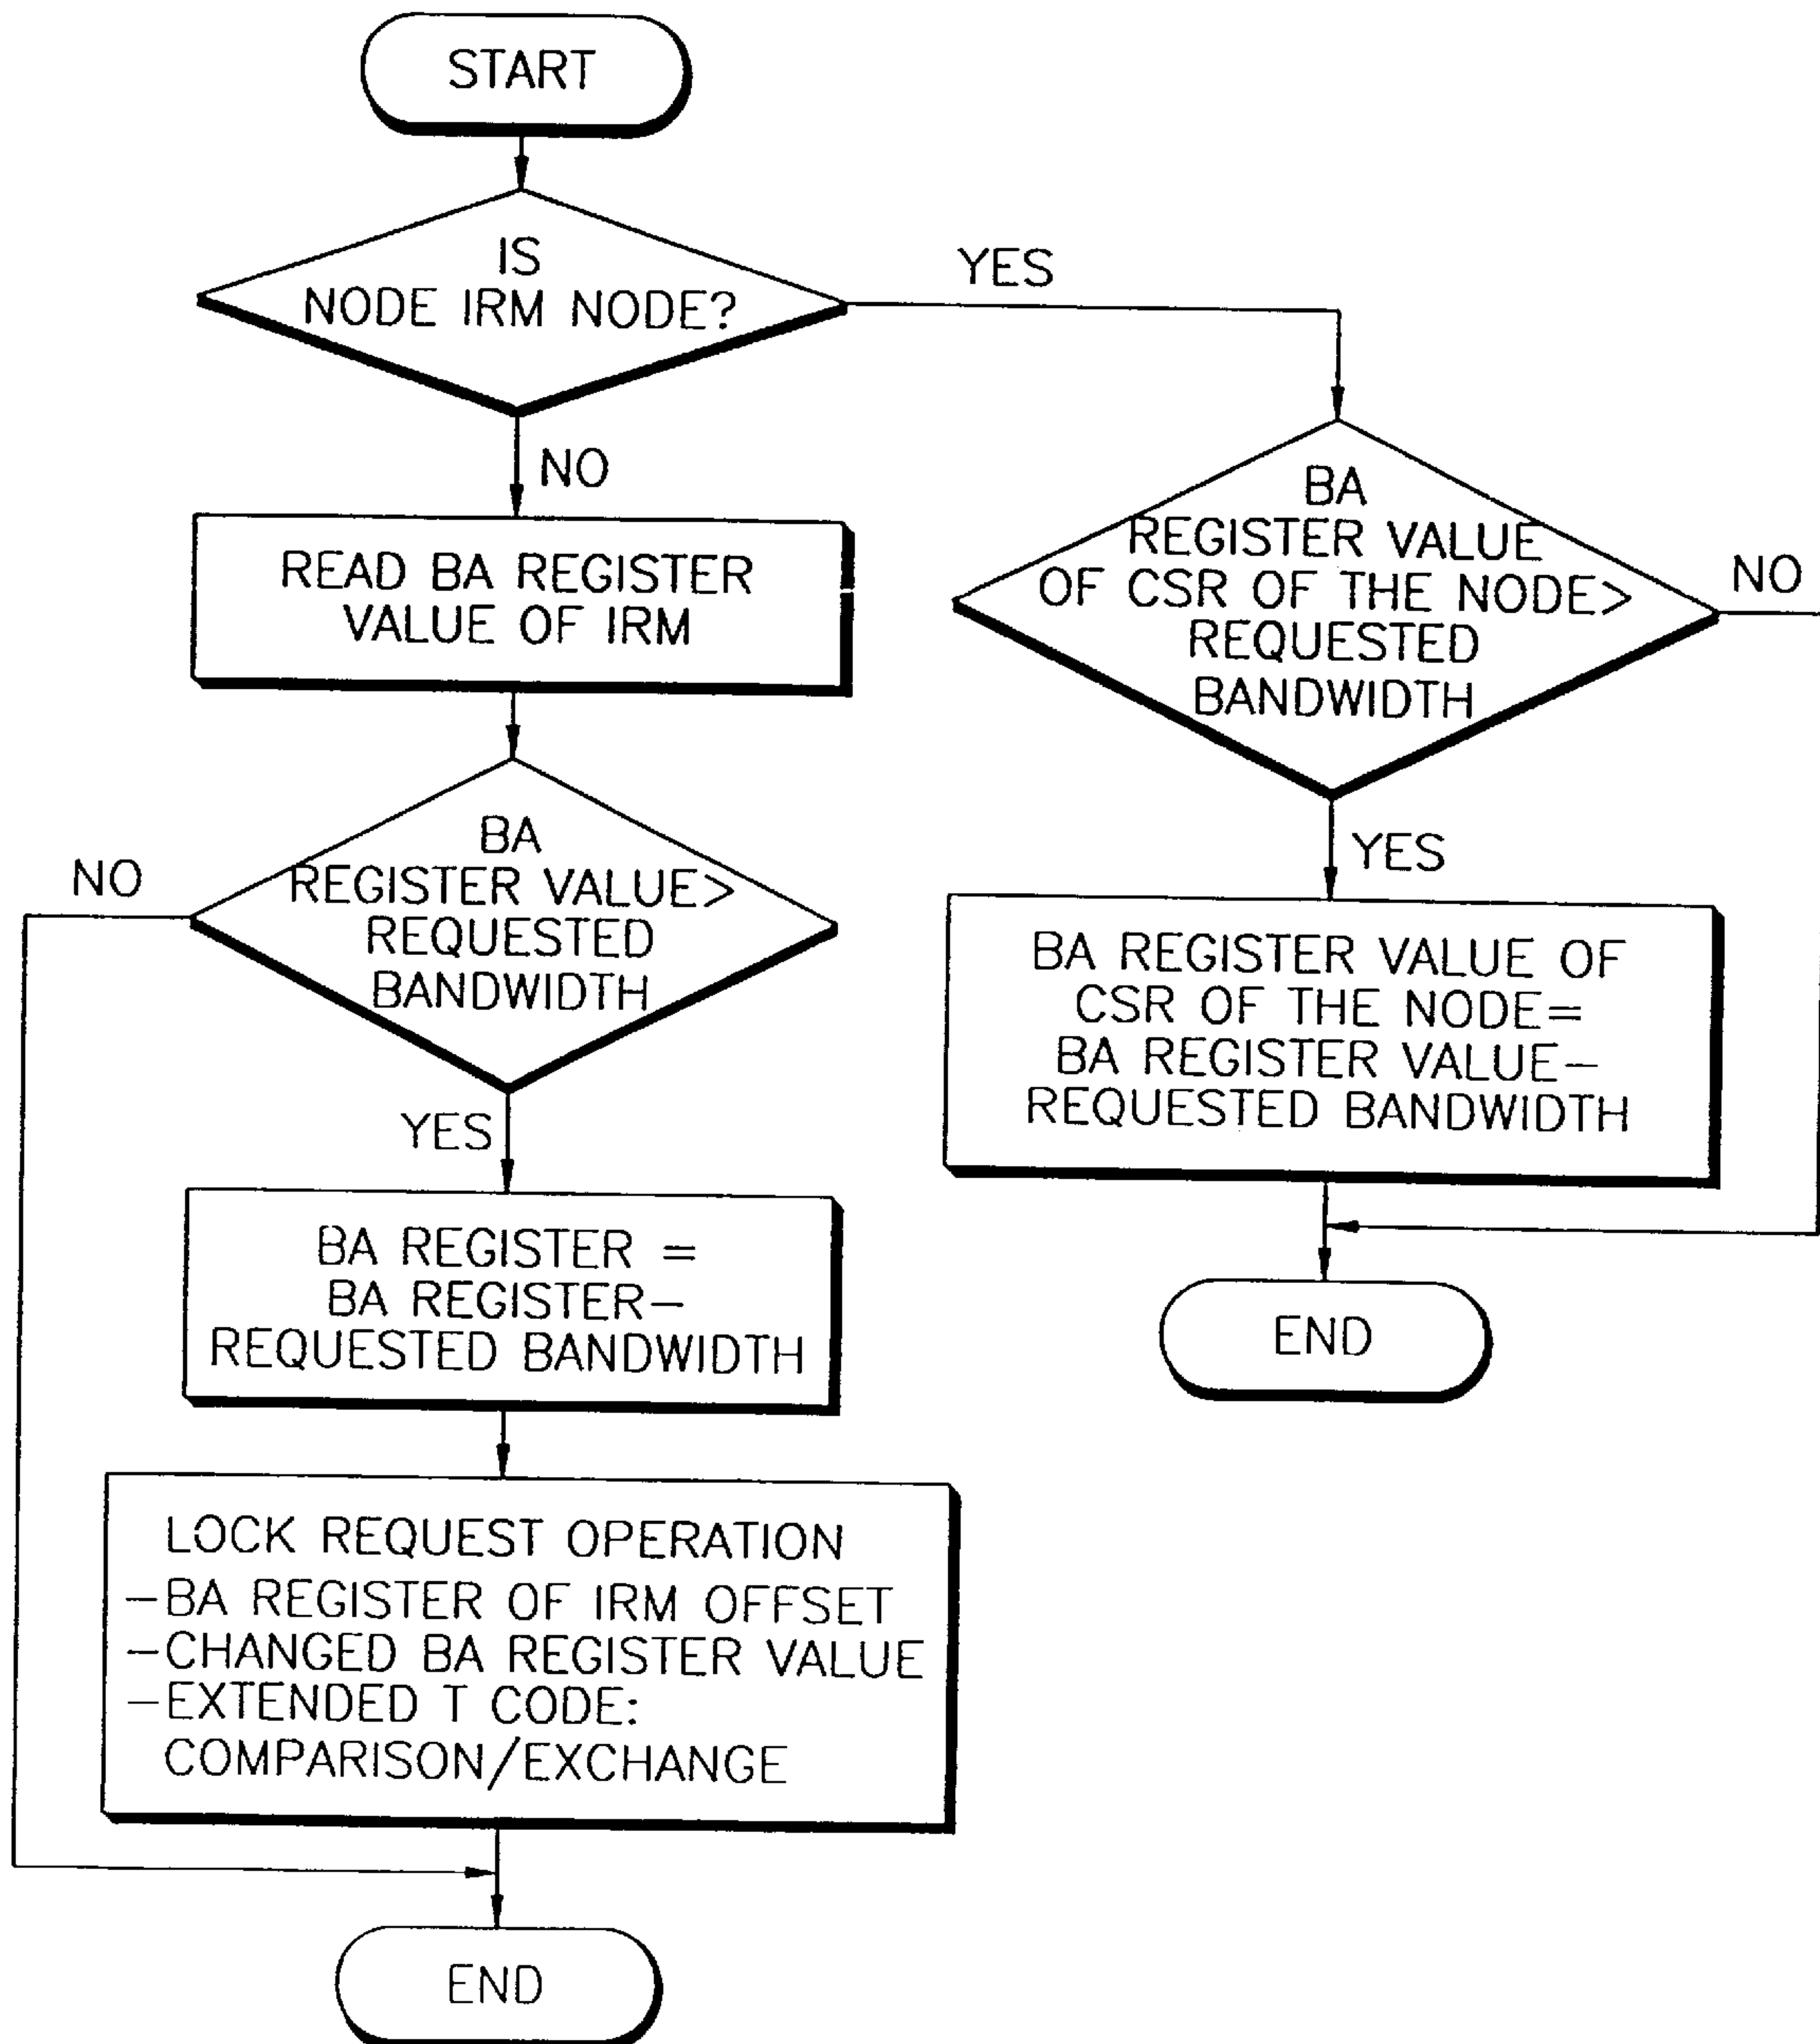 START
IS
NODE IRM NODE?
YES
NO
READ BA REGISTER
VALUE OF IRM
BA
REGISTER VALUE>
REQUESTED
BANDWIDTH
NO
YES
BA REGISTER =
BA REGISTER−
REQUESTED BANDWIDTH
LOCK REQUEST OPERATION
−BA REGISTER OF IRM OFFSET
−CHANGED BA REGISTER VALUE
−EXTENDED T CODE:
COMPARISON/EXCHANGE
END
BA
REGISTER VALUE
OF CSR OF THE NODE>
REQUESTED
BANDWIDTH
NO
YES
BA REGISTER VALUE OF
CSR OF THE NODE=
BA REGISTER VALUE−
REQUESTED BANDWIDTH
END